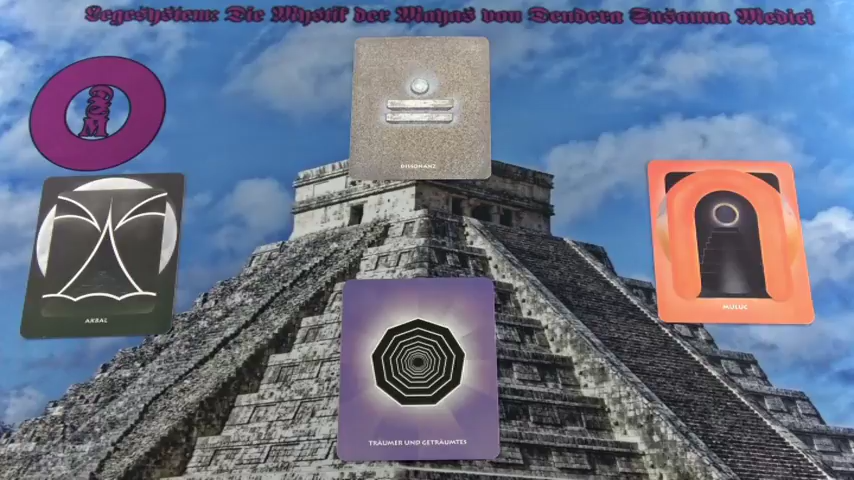 Legesystem: Die Mystik der Mayas von Dendera Susanna Medici
DISSONANZ
AKBAL
MULUC
TRÄUMER UND GETRÄUMTES